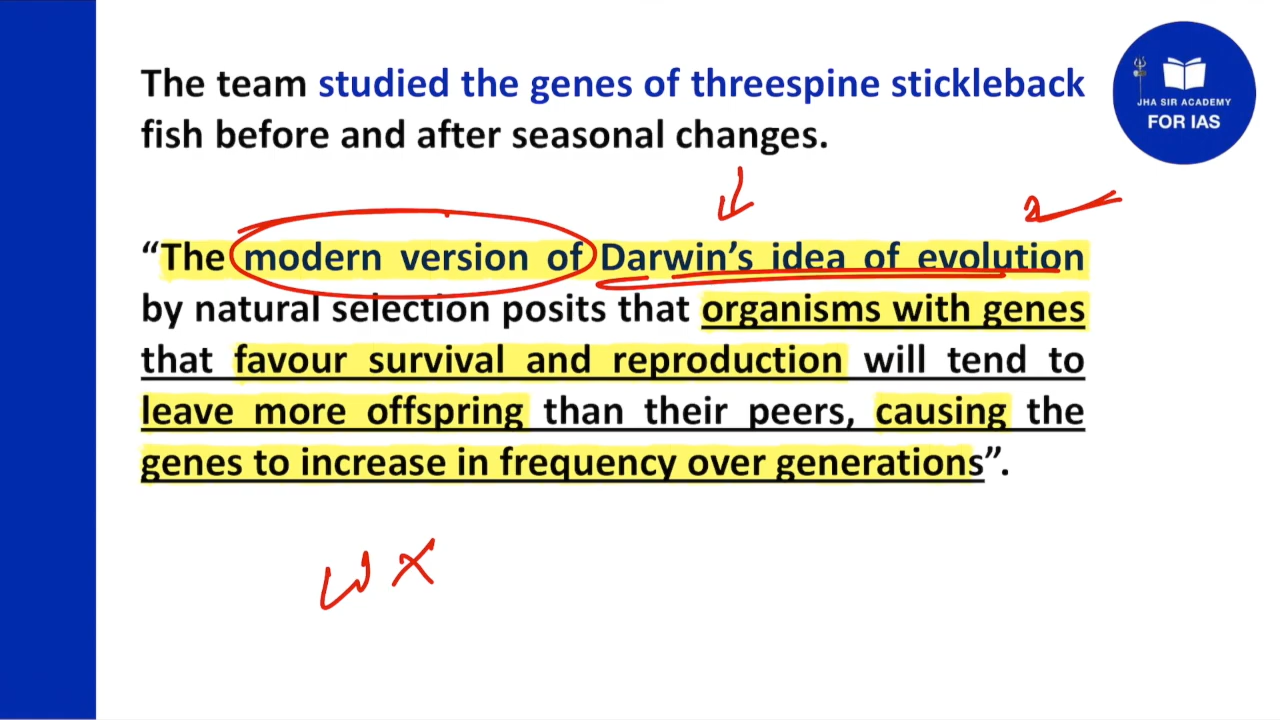 The team studied the genes of threespine stickleback
fish before and after seasonal changes.
JHA SIR ACADEMY
FOR IAS
“The modern version of Darwin’s idea of evolution
by natural selection posits that organisms with genes
that favour survival and reproduction will tend to
leave more offspring than their peers, causing the
genes to increase in frequency over generations”.